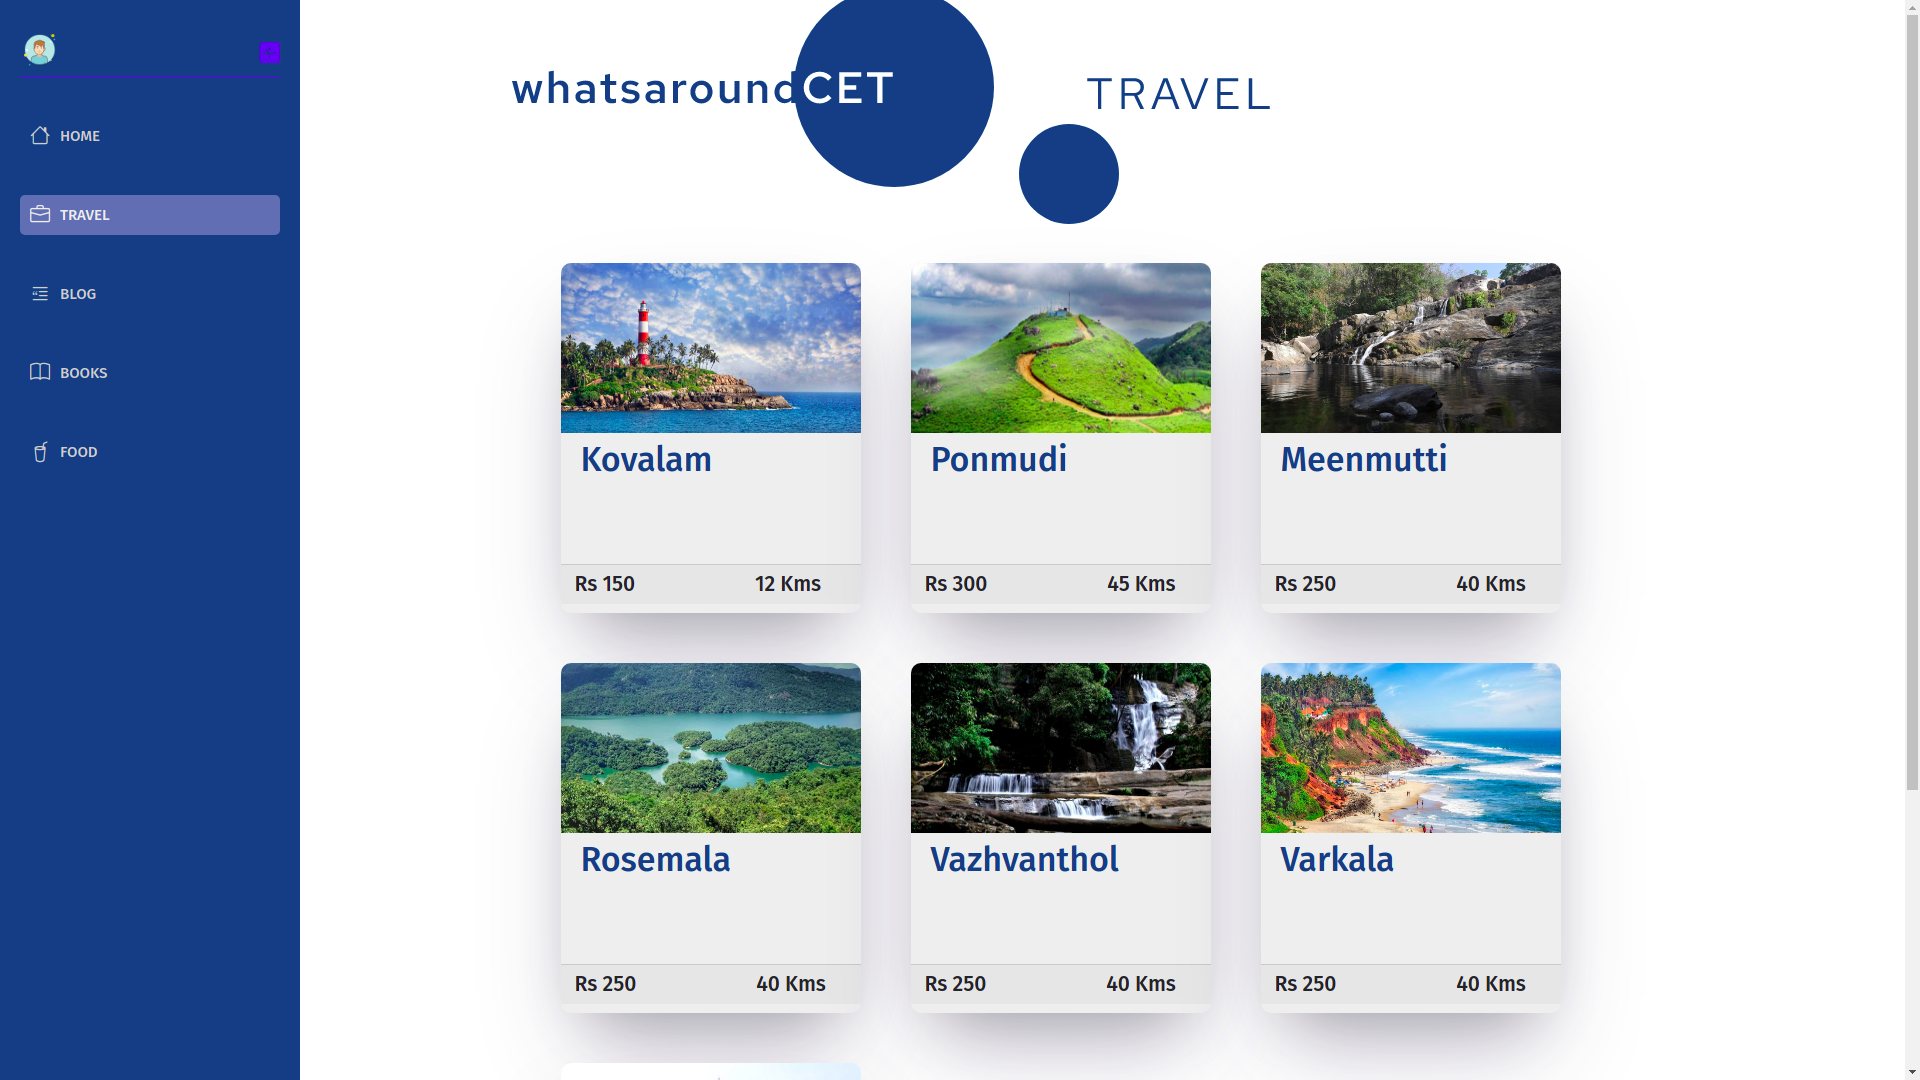 whatsaroundCET
TRAVEL
HOME
TRAVEL
BLOG
BOOKS
FOOD
Kovalam
Rs 150 12 Kms
Ponmudi
Rs 300 45 Kms
Meenmutti
Rs 250 40 Kms
Rosemala
Rs 250 40 Kms
Vazhvanthol
Rs 250 40 Kms
Varkala
Rs 250 40 Kms